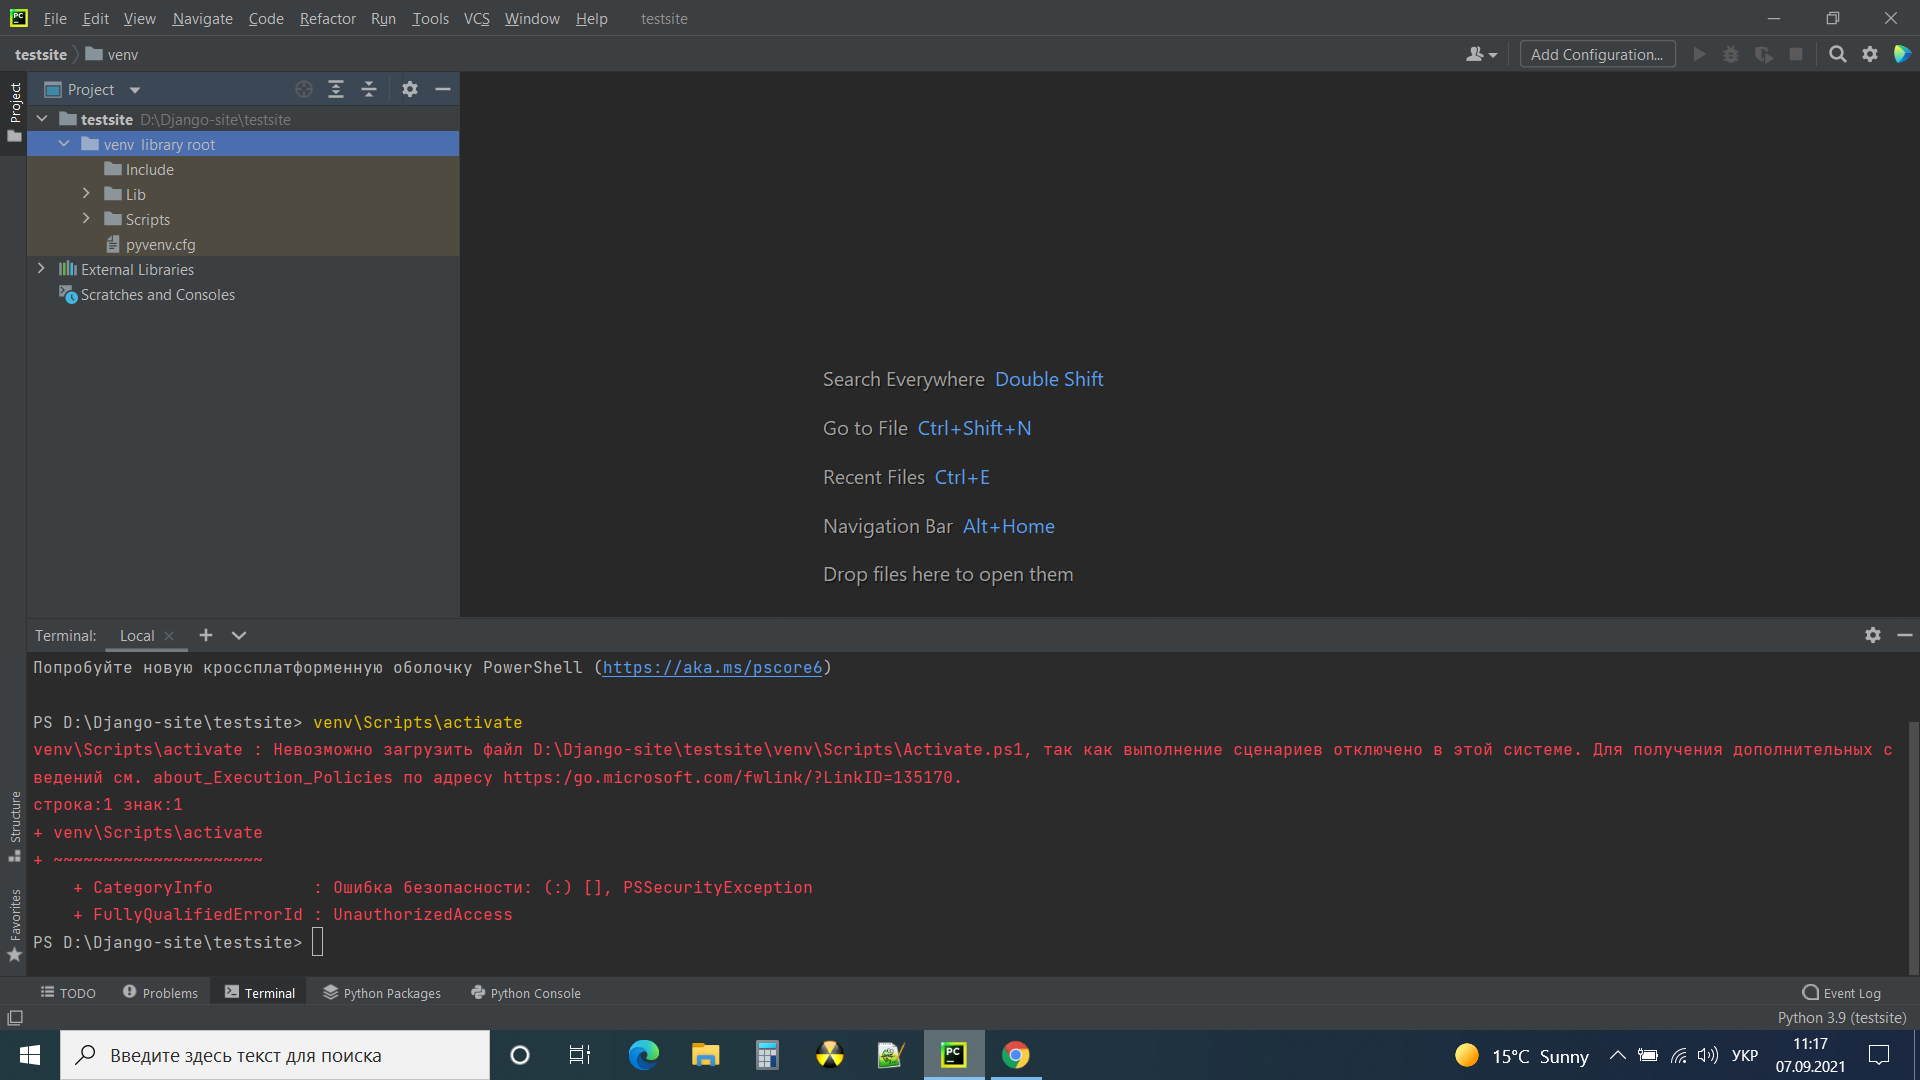 PC File Edit View Navigate Code Refactor Run Tools VCS Window Help testsite
testsite venv Add Configuration...
Project
Project
testsite D:\Django-site\testsite
venv library root
Include
Lib
Scripts
pyvenv.cfg
External Libraries
Scratches and Consoles
Search Everywhere Double Shift
Go to File Ctrl+Shift+N
Recent Files Ctrl+E
Navigation Bar Alt+Home
Drop files here to open them
Terminal: Local
Попробуйте новую кроссплатформенную оболочку PowerShell (https://aka.ms/pscore6)
PS D:\Django-site\testsite> venv\Scripts\activate
venv\Scripts\activate : Невозможно загрузить файл D:\Django-site\testsite\venv\Scripts\Activate.ps1, так как выполнение сценариев отключено в этой системе. Для получения дополнительных с
ведений см. about_Execution_Policies по адресу https:/go.microsoft.com/fwlink/?LinkID=135170.
строка:1 знак:1
+ venv\Scripts\activate
+ ~~~~~~~~~~~~~~~~~~~~~
+ CategoryInfo : Ошибка безопасности: (:) [], PSSecurityException
+ FullyQualifiedErrorId : UnauthorizedAccess
PS D:\Django-site\testsite>
Structure
Favorites
TODO Problems Terminal Python Packages Python Console Event Log
Python 3.9 (testsite)
Введите здесь текст для поиска
PC
15°C Sunny
УКР
11:17
07.09.2021